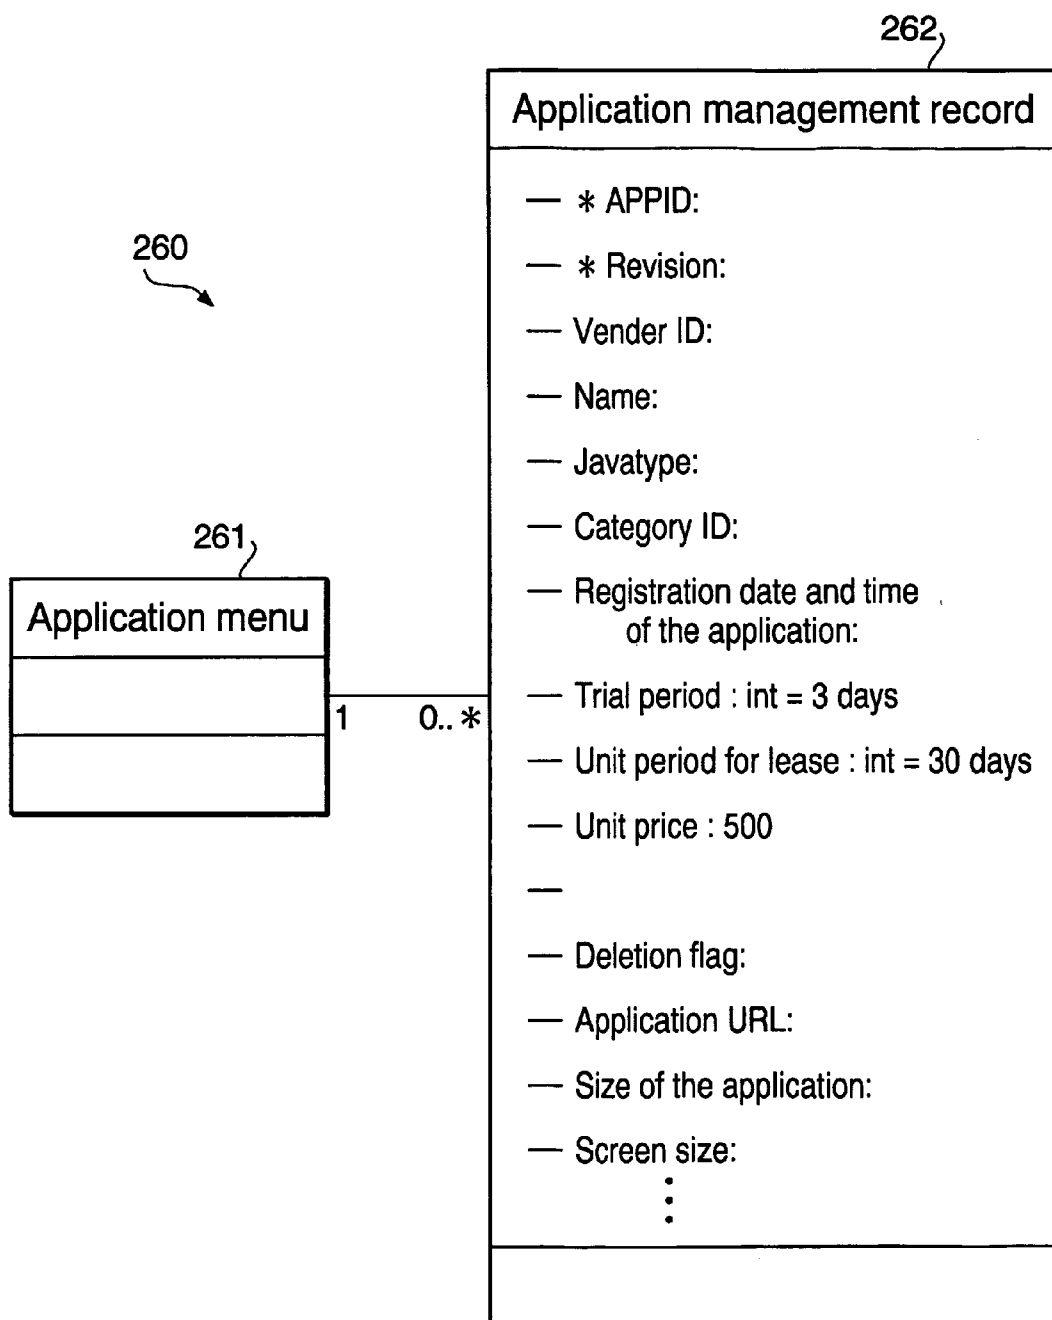 262
Application management record
— * APPID:
— * Revision:
260
— Vender ID:
— Name:
— Javatype:
— Category ID:
261
— Registration date and time
of the application:
Application menu
— Trial period : int = 3 days
1 0.. *
— Unit period for lease : int = 30 days
— Unit price : 500
—
— Deletion flag:
— Application URL:
— Size of the application:
— Screen size: